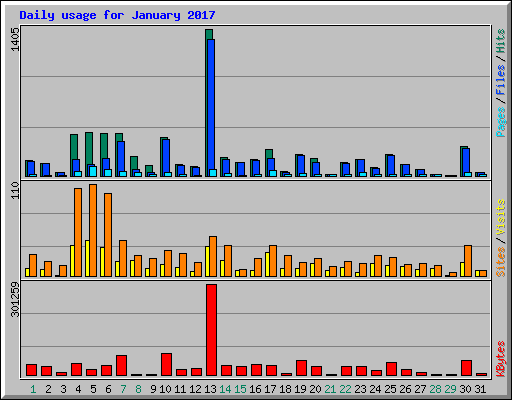 Daily usage for January 2017
1405
Pages / Files / Hits
110
Sites / Visits
301259
KBytes
1 2 3 4 5 6 7 8 9 10 11 12 13 14 15 16 17 18 19 20 21 22 23 24 25 26 27 28 29 30 31